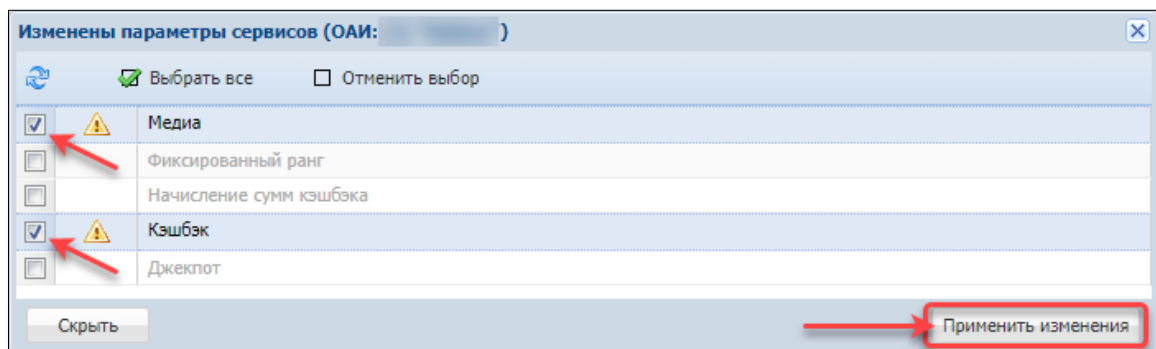 Изменены параметры сервисов (ОАИ: )
Выбрать все Отменить выбор
Медиа
Фиксированный ранг
Начисление сумм кэшбэка
Кэшбэк
Джекпот
Скрыть Применить изменения